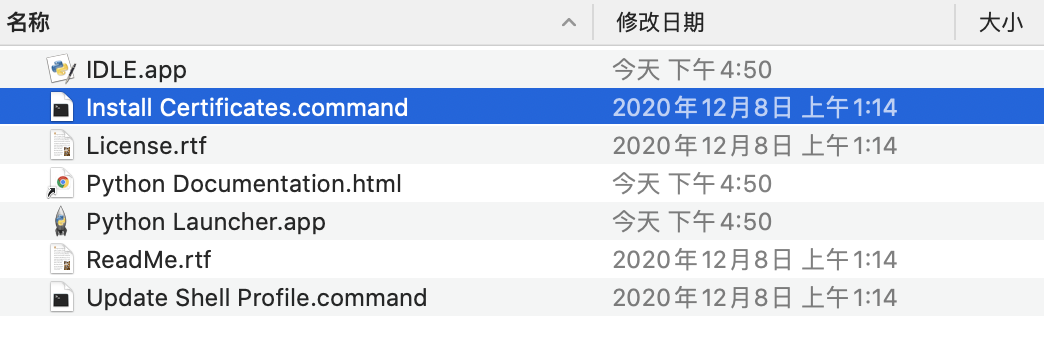 名称 修改日期 大小
IDLE.app 今天 下午4:50
Install Certificates.command 2020年12月8日 上午1:14
License.rtf 2020年12月8日 上午1:14
Python Documentation.html 今天 下午4:50
Python Launcher.app 今天 下午4:50
ReadMe.rtf 2020年12月8日 上午1:14
Update Shell Profile.command 2020年12月8日 上午1:14